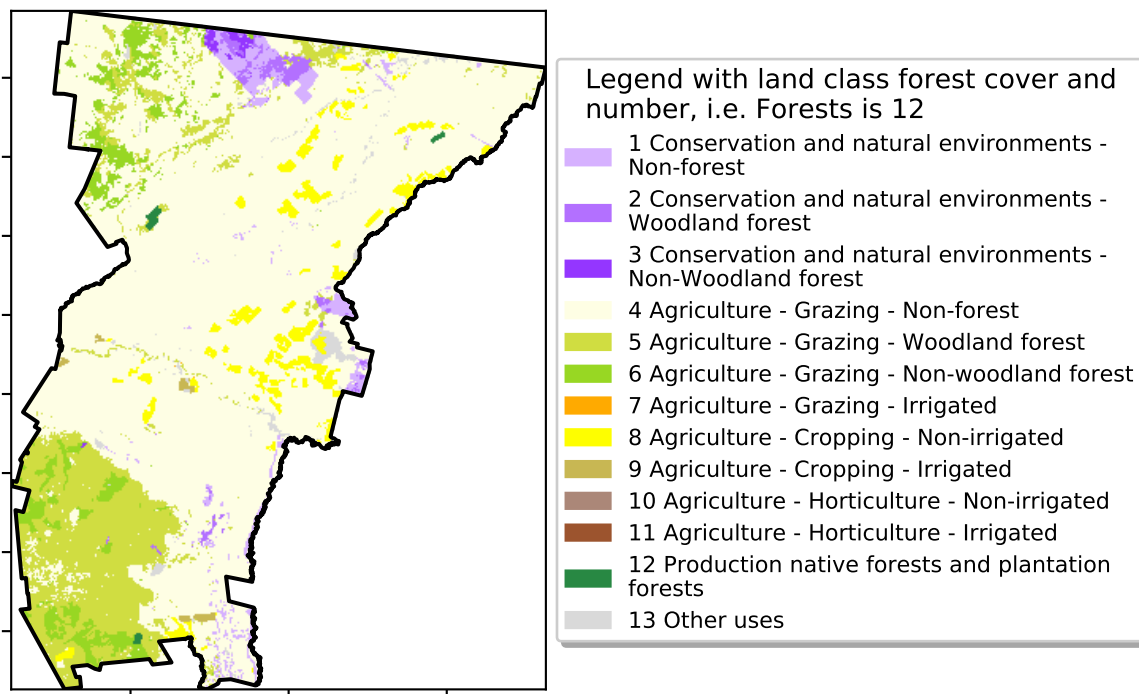 Legend with land class forest cover and
number, i.e. Forests is 12
1 Conservation and natural environments -
Non-forest
2 Conservation and natural environments -
Woodland forest
3 Conservation and natural environments -
Non-Woodland forest
4 Agriculture - Grazing - Non-forest
5 Agriculture - Grazing - Woodland forest
6 Agriculture - Grazing - Non-woodland forest
7 Agriculture - Grazing - Irrigated
8 Agriculture - Cropping - Non-irrigated
9 Agriculture - Cropping - Irrigated
10 Agriculture - Horticulture - Non-irrigated
11 Agriculture - Horticulture - Irrigated
12 Production native forests and plantation
forests
13 Other uses